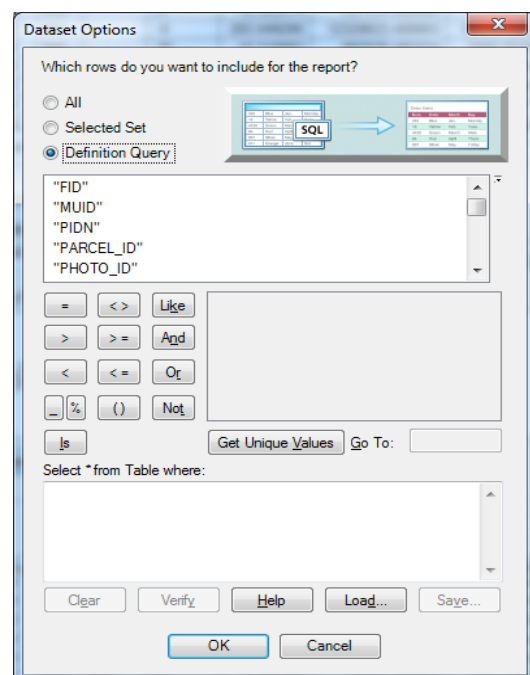 Dataset Options
Which rows do you want to include for the report?
All
Selected Set
Definition Query
SQL
"FID"
"MUID"
"PIDN"
"PARCEL_ID"
"PHOTO_ID"
= < > Like
> > = And
< < = Or
_ % ( ) Not
Is Get Unique Values Go To:
Select * from Table where:
Clear Verify Help Load... Save...
OK Cancel